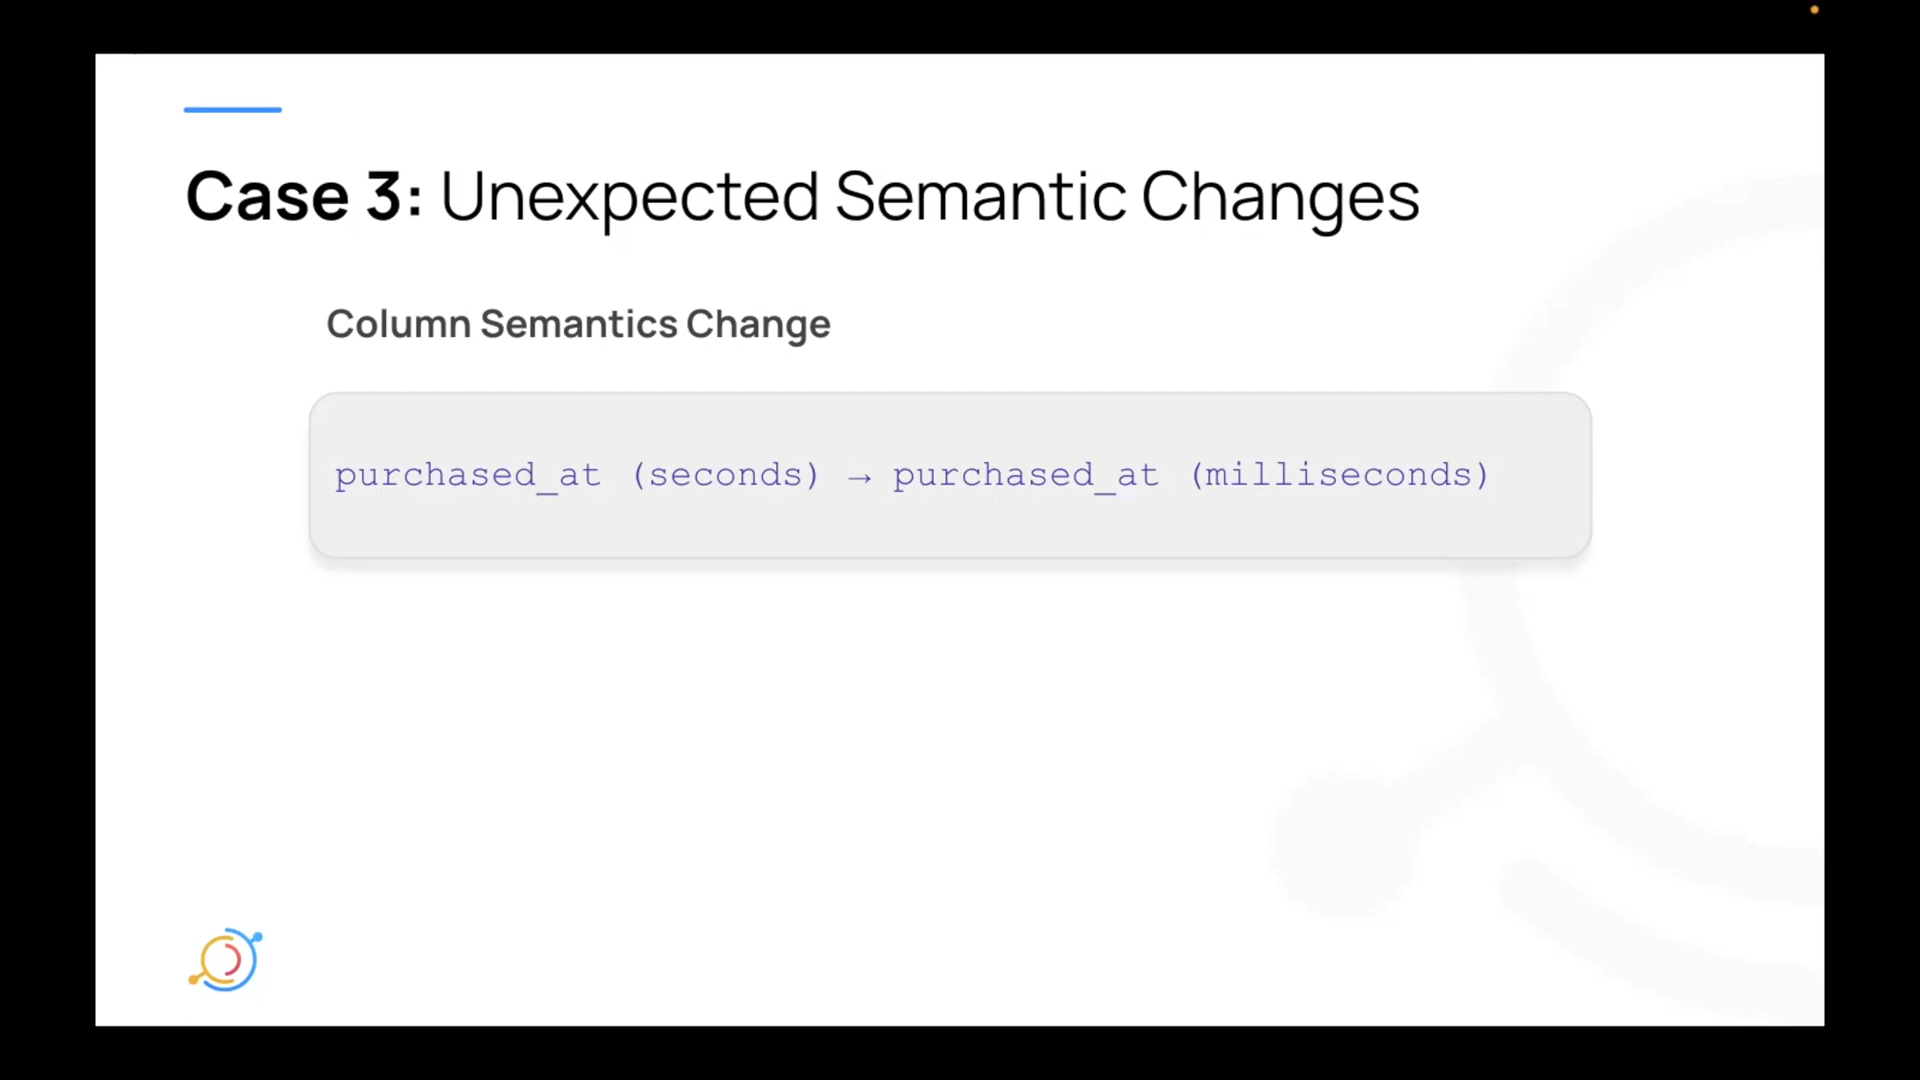 Case 3: Unexpected Semantic Changes
Column Semantics Change
purchased_at (seconds) → purchased_at (milliseconds)